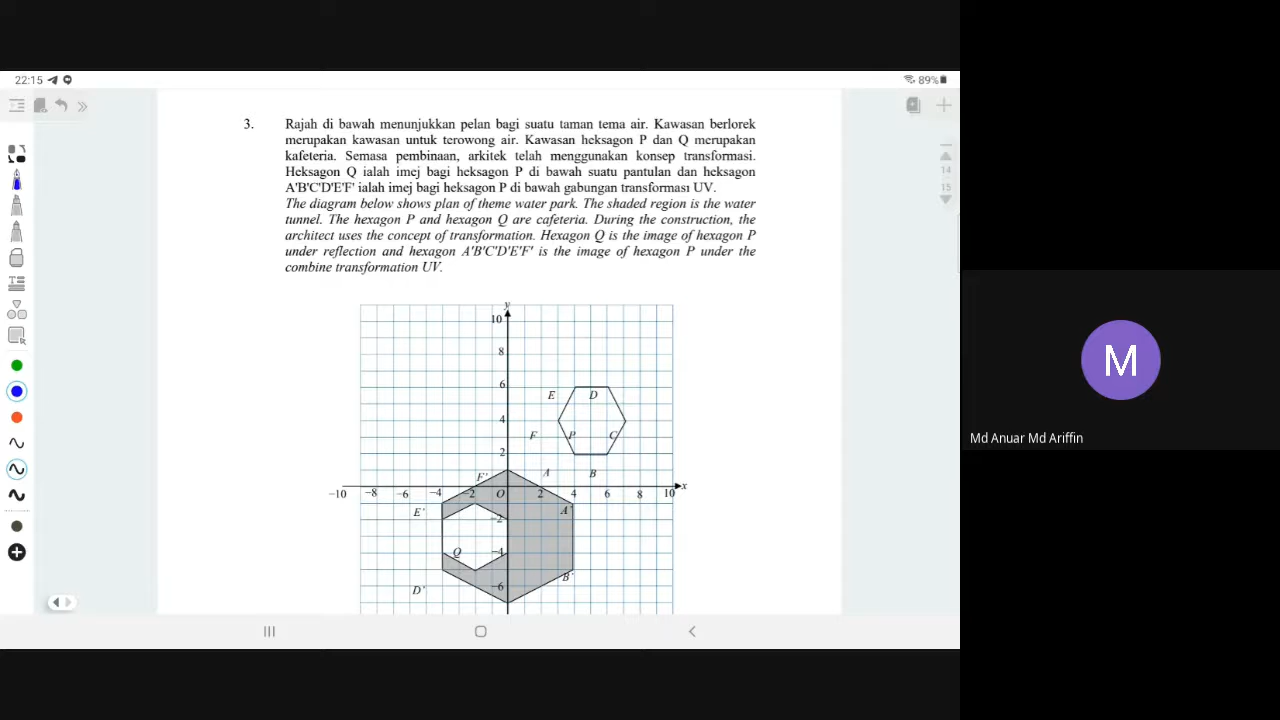 22:15
89%
3. Rajah di bawah menunjukkan pelan bagi suatu taman tema air. Kawasan berlorek
merupakan kawasan untuk terowong air. Kawasan heksagon P dan Q merupakan
kafeteria. Semasa pembinaan, arkitek telah menggunakan konsep transformasi.
Heksagon Q ialah imej bagi heksagon P di bawah suatu pantulan dan heksagon
A'B'C'D'E'F' ialah imej bagi heksagon P di bawah gabungan transformasi UV.
The diagram below shows plan of theme water park. The shaded region is the water
tunnel. The hexagon P and hexagon Q are cafeteria. During the construction, the
architect uses the concept of transformation. Hexagon Q is the image of hexagon P
under reflection and hexagon A'B'C'D'E'F' is the image of hexagon P under the
combine transformation UV.
14
15
y
10
8
6
E D
4
F P C
2
F' A B
-10 -8 -6 -4 -2 O 2 4 6 8 10 x
E' A'
-2
Q -4
B'
D' -6
M
Md Anuar Md Ariffin